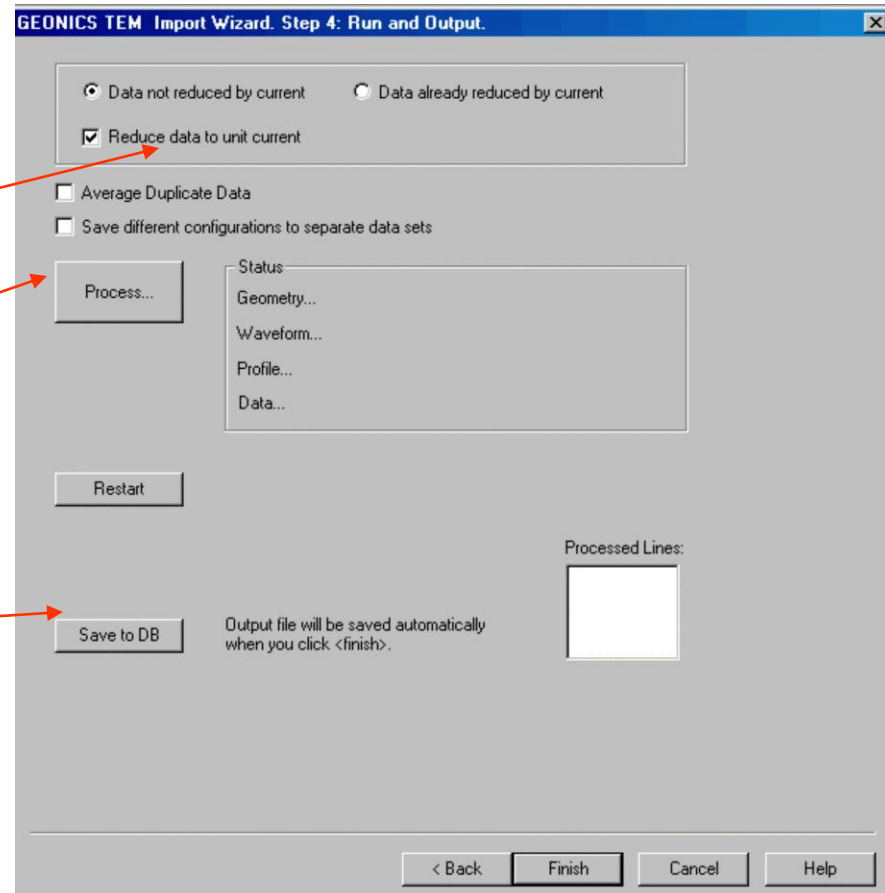 GEONICS TEM Import Wizard. Step 4: Run and Output.
Data not reduced by current
Data already reduced by current
Reduce data to unit current
Average Duplicate Data
Save different configurations to separate data sets
Process...
Status
Geometry...
Waveform...
Profile...
Data...
Restart
Processed Lines:
Save to DB
Output file will be saved automatically
when you click <finish>.
< Back
Finish
Cancel
Help